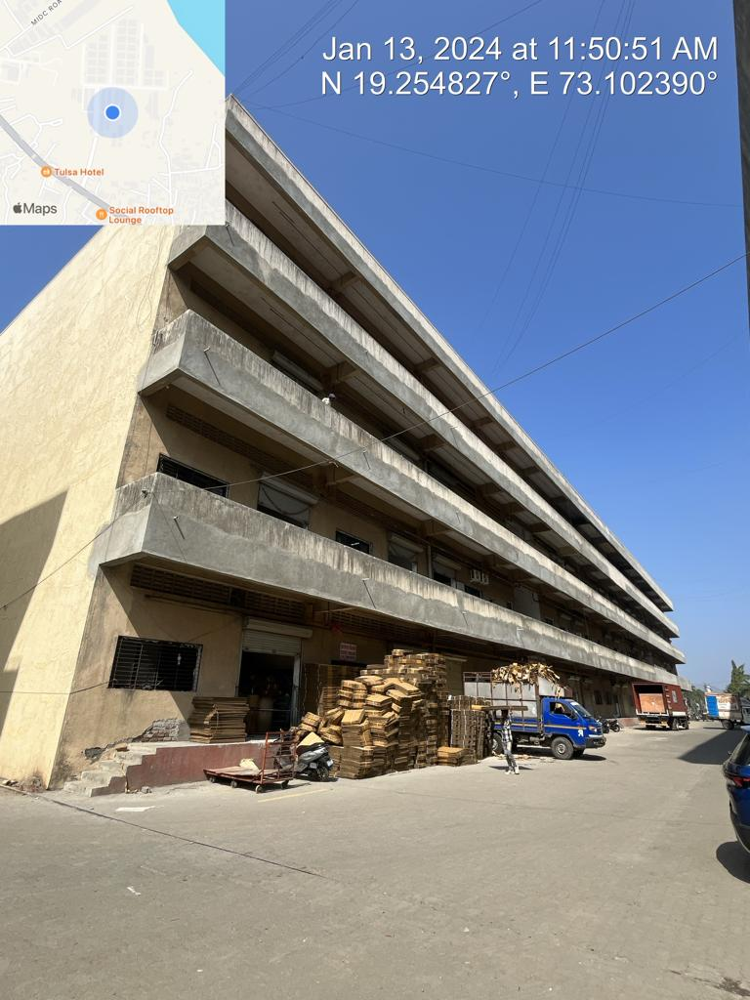 MIDC ROA
Jan 13, 2024 at 11:50:51 AM
N 19.254827°, E 73.102390°
Tulsa Hotel
Maps
Social Rooftop
Lounge